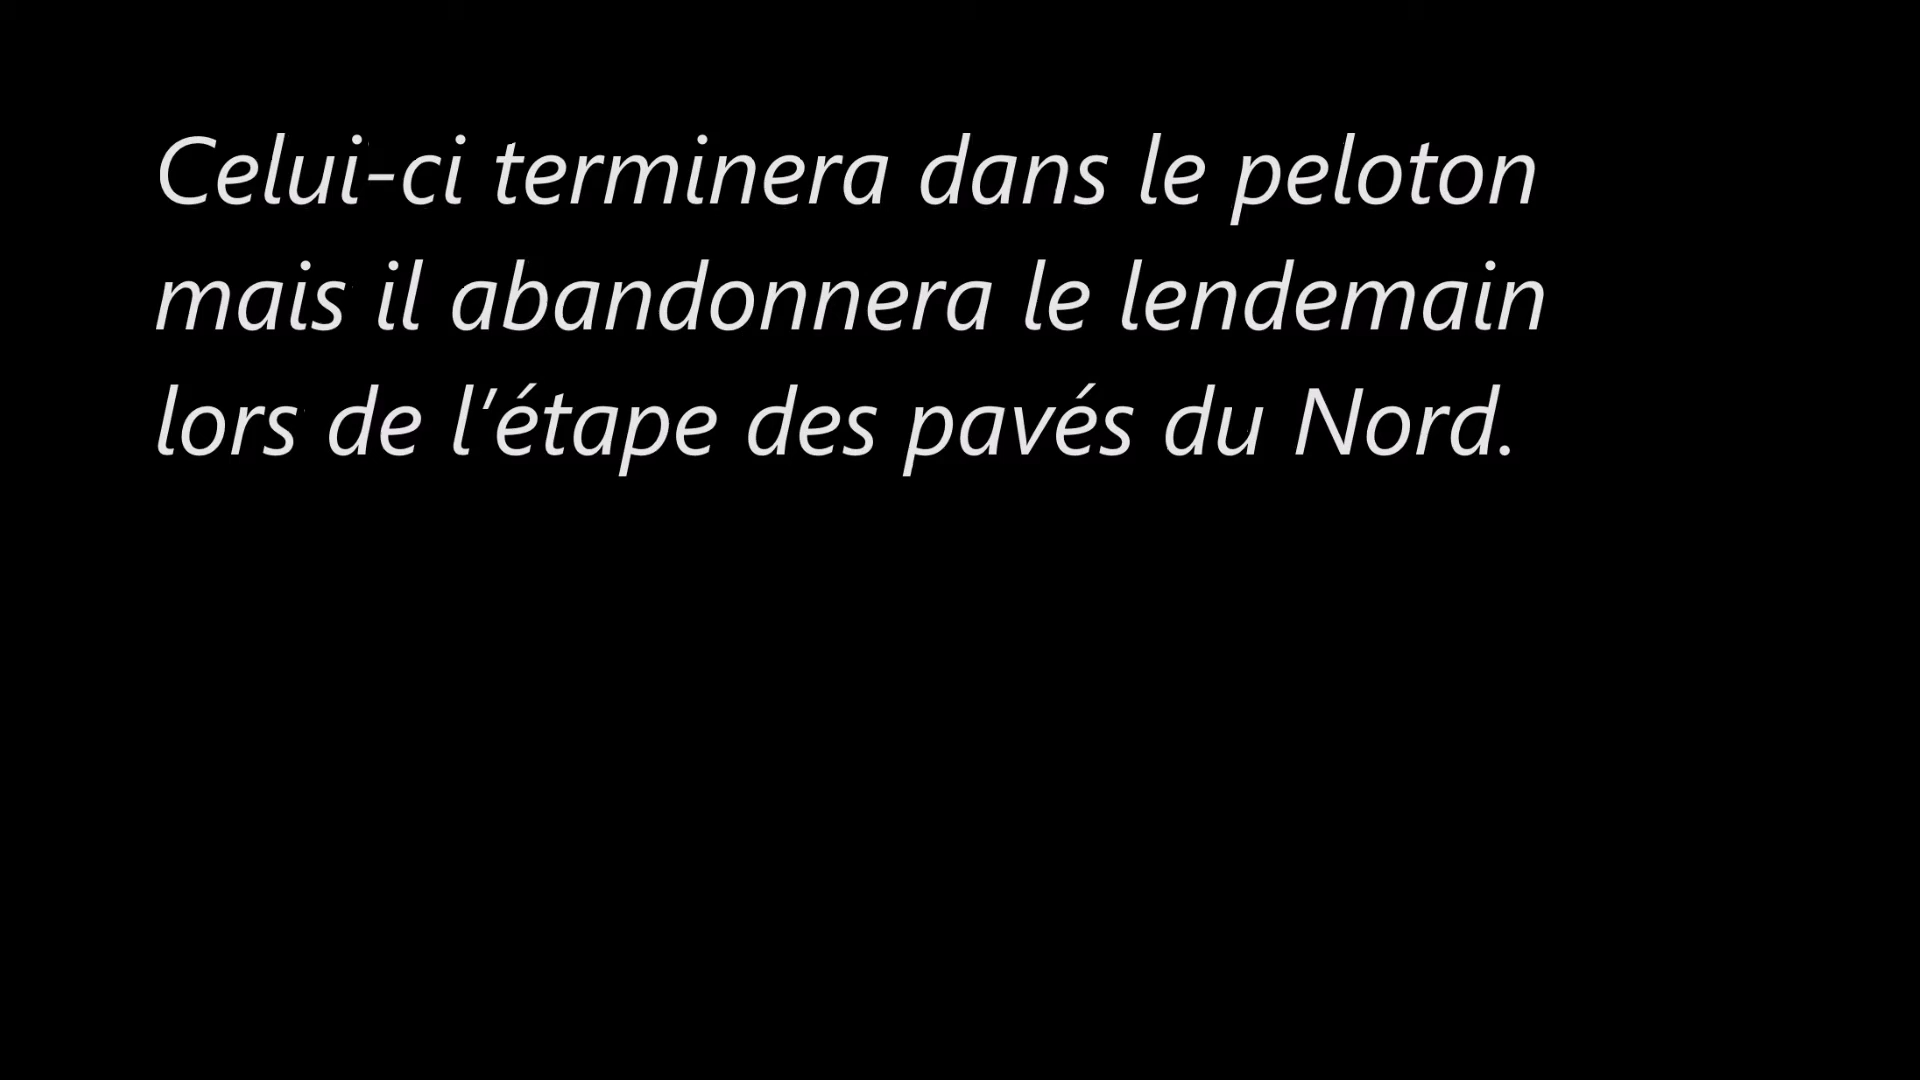 Celui-ci terminera dans le peloton
mais il abandonnera le lendemain
lors de l’étape des pavés du Nord.